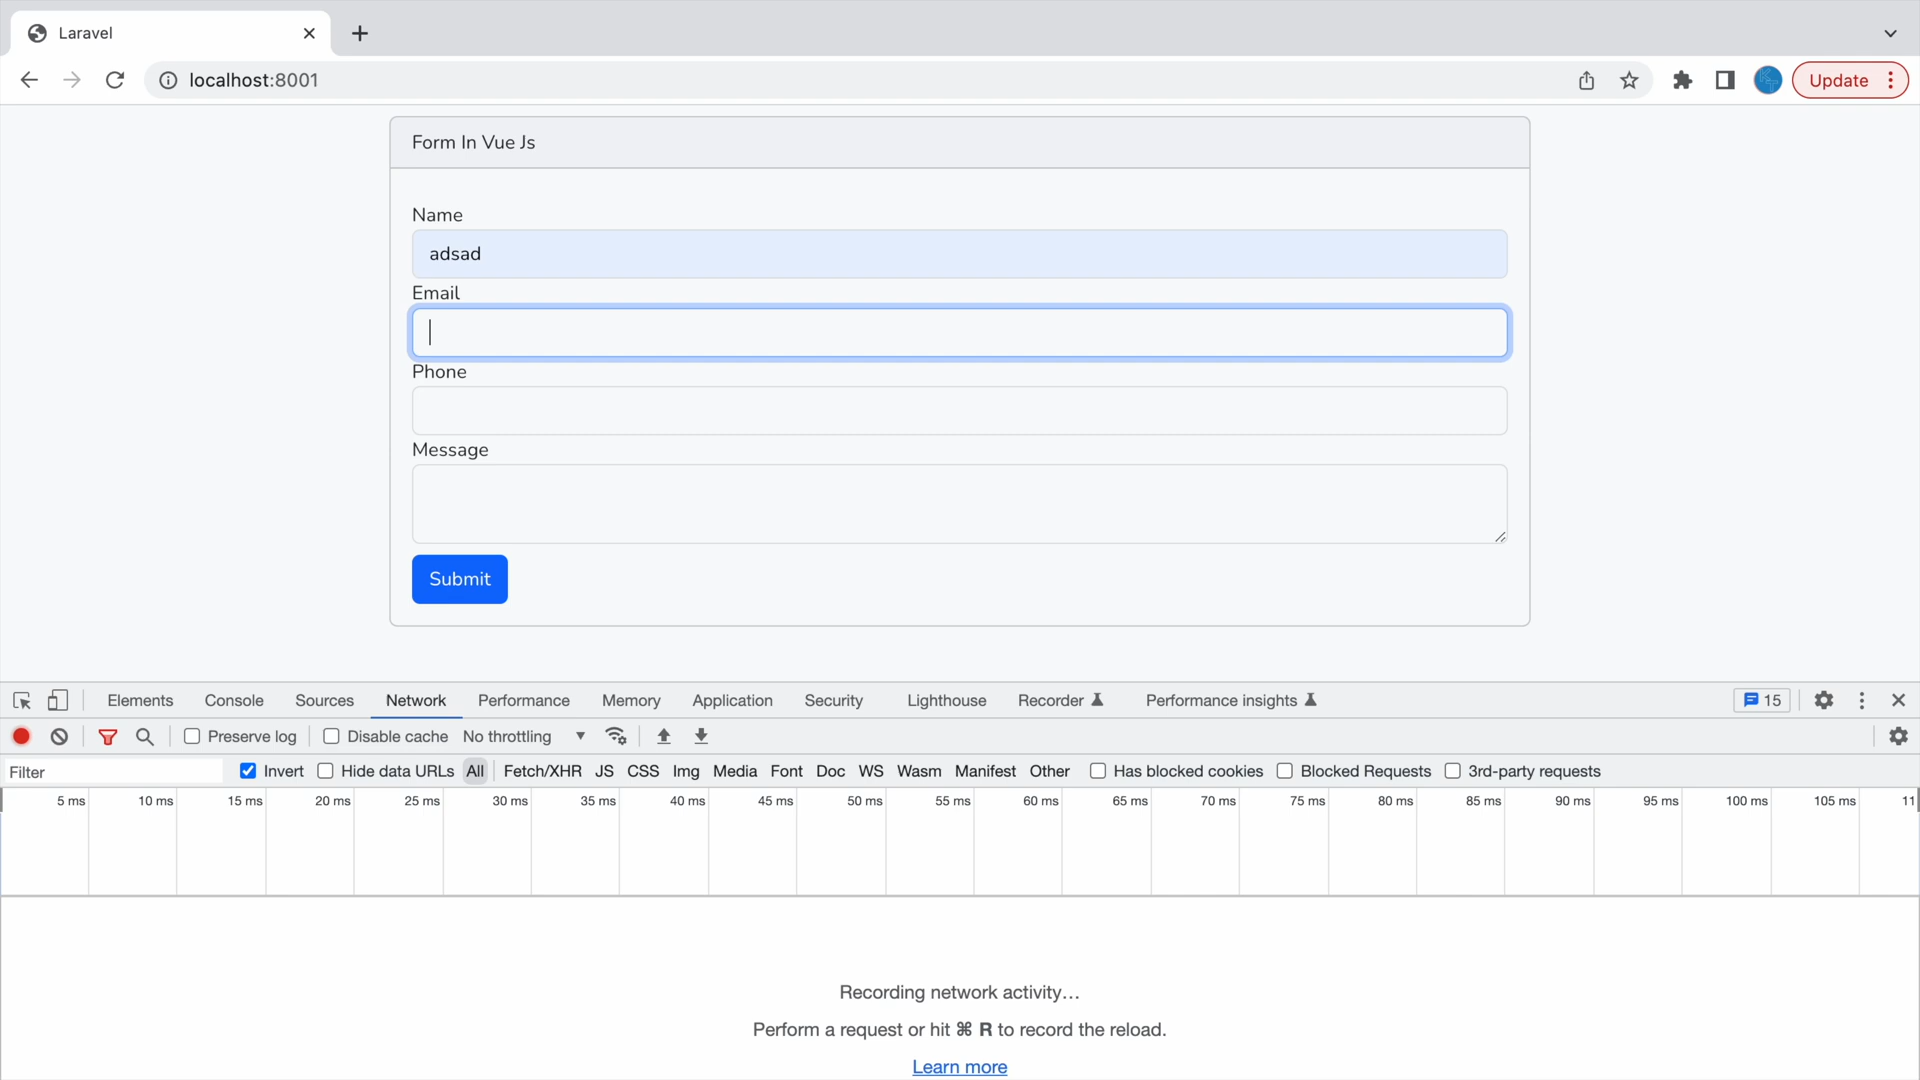 Laravel
localhost:8001
Update
Form In Vue Js
Name
adsad
Email
Phone
Message
Submit
Elements Console Sources Network Performance Memory Application Security Lighthouse Recorder Performance insights 15
Preserve log Disable cache No throttling
Filter Invert Hide data URLs All Fetch/XHR JS CSS Img Media Font Doc WS Wasm Manifest Other Has blocked cookies Blocked Requests 3rd-party requests
5 ms 10 ms 15 ms 20 ms 25 ms 30 ms 35 ms 40 ms 45 ms 50 ms 55 ms 60 ms 65 ms 70 ms 75 ms 80 ms 85 ms 90 ms 95 ms 100 ms 105 ms 11
Recording network activity…
Perform a request or hit ⌘ R to record the reload.
Learn more